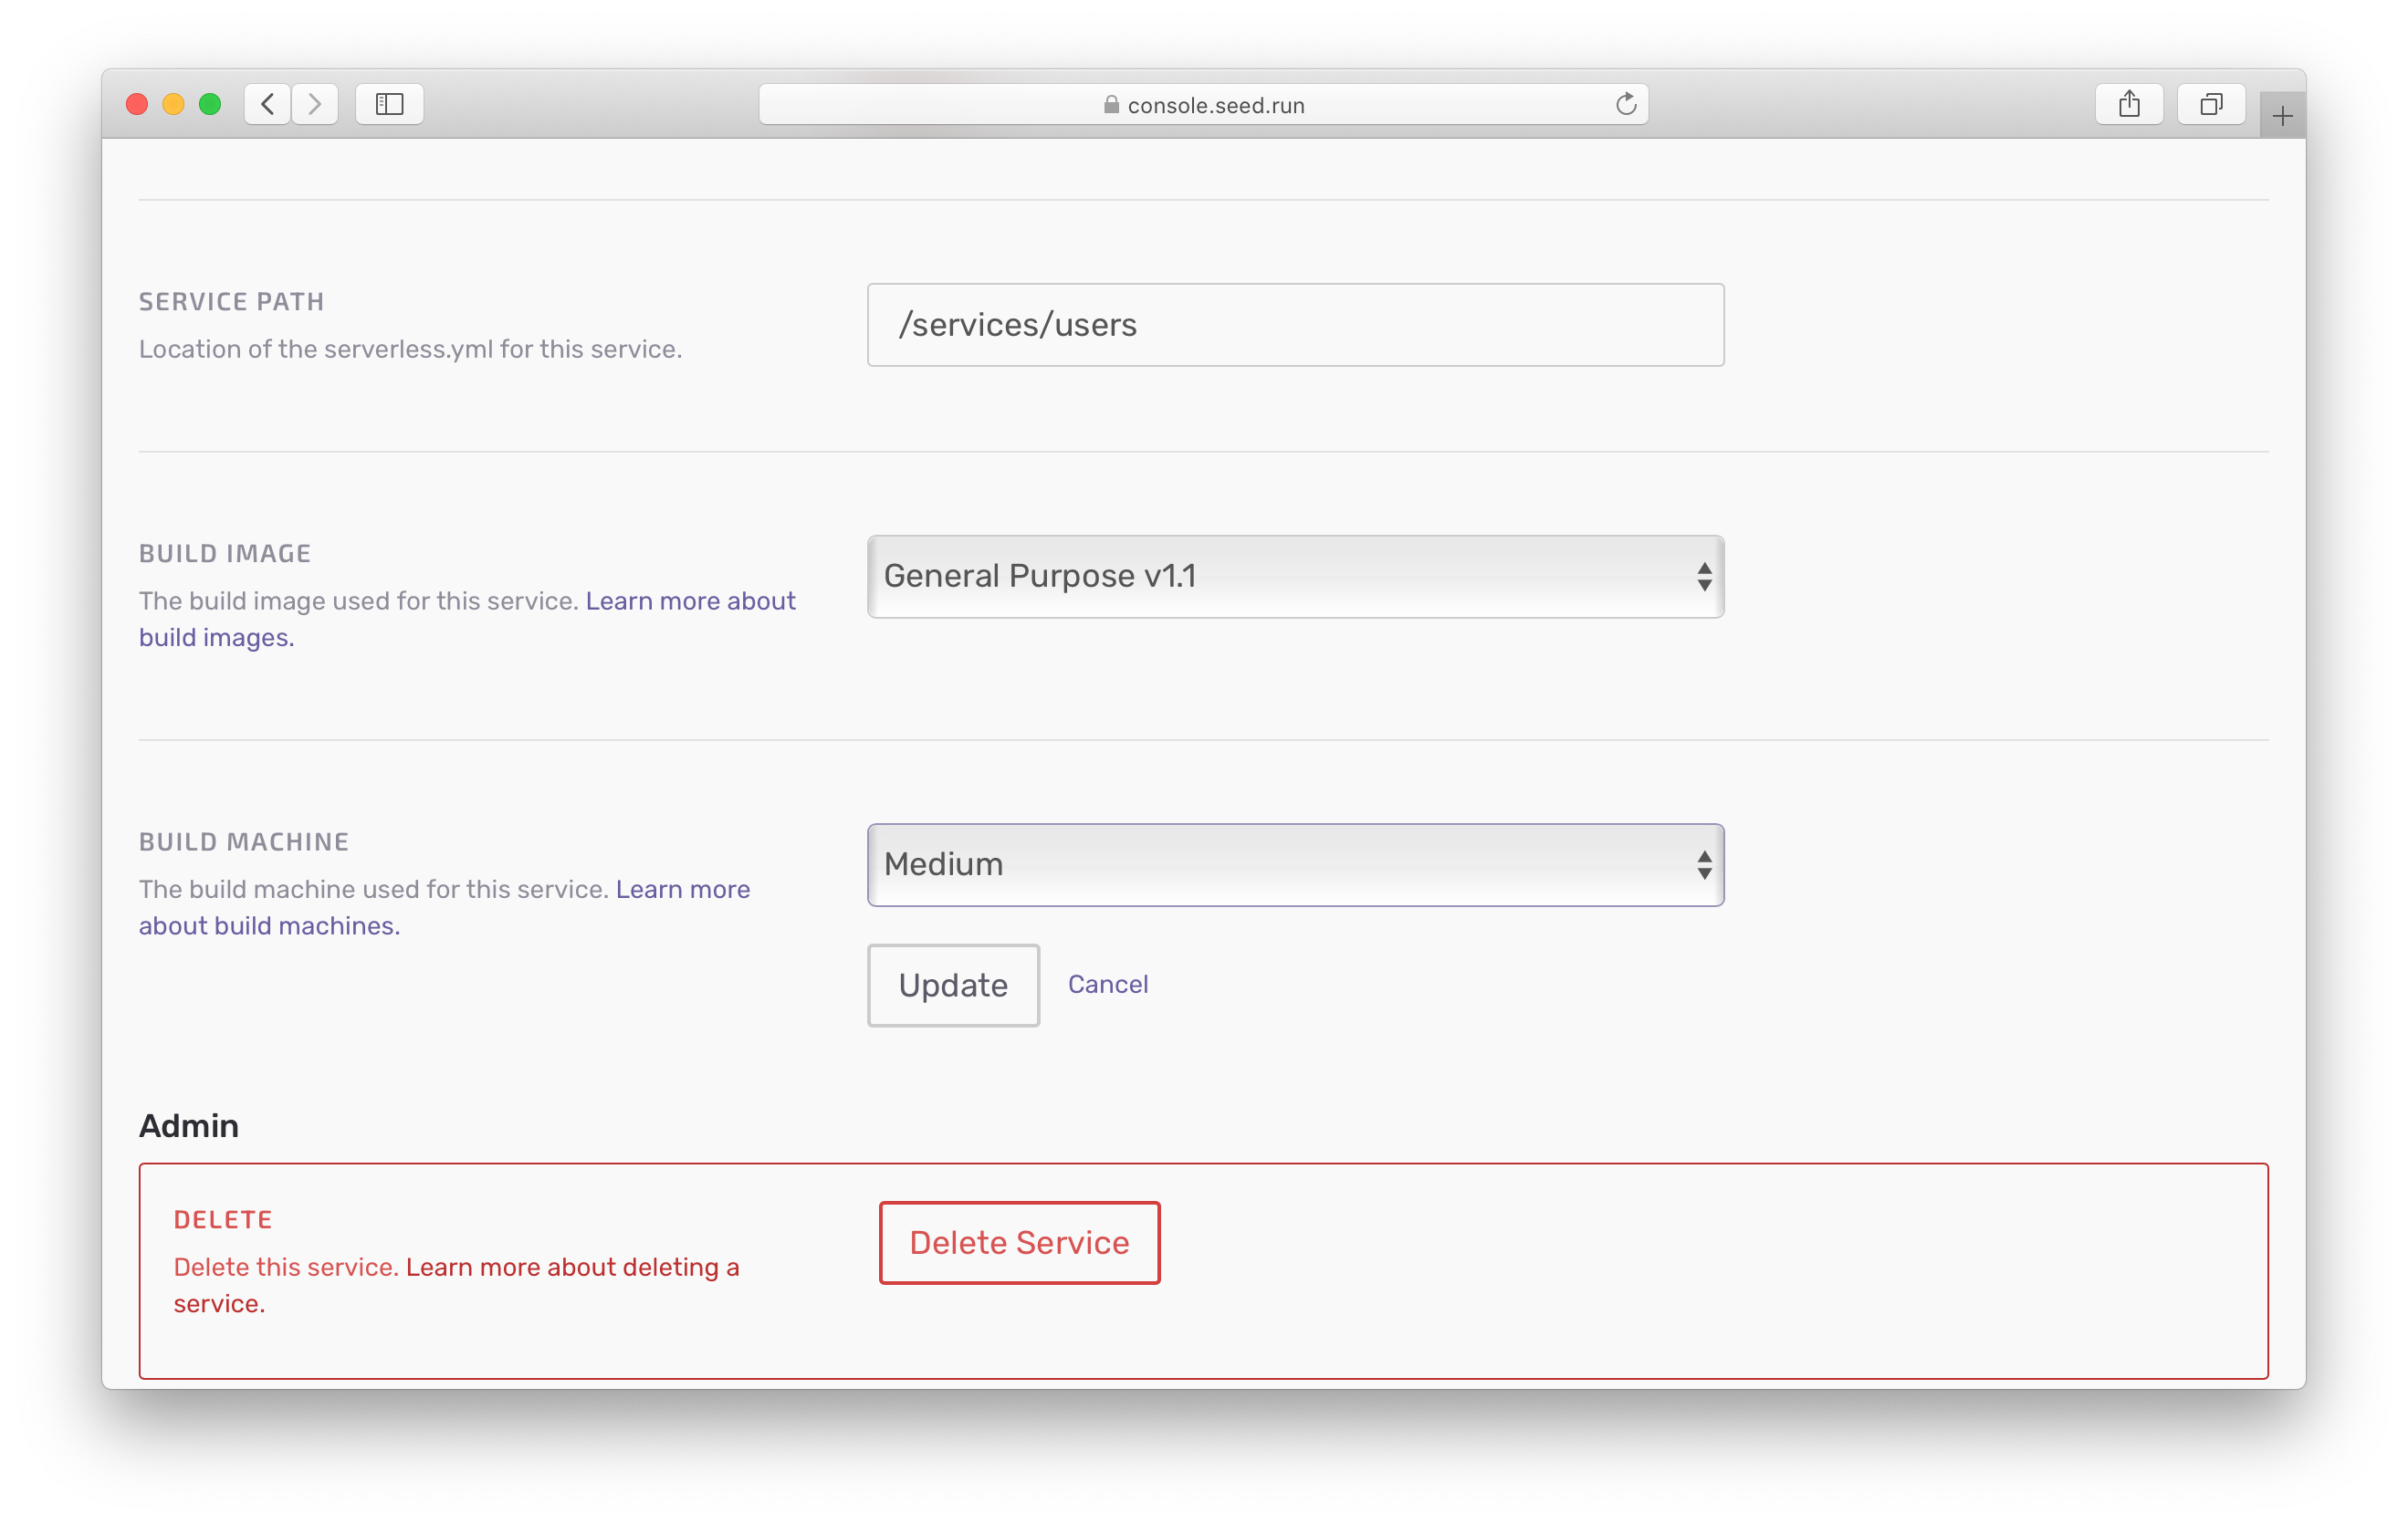 console.seed.run
SERVICE PATH
Location of the serverless.yml for this service.
/services/users
BUILD IMAGE
The build image used for this service. Learn more about
build images.
General Purpose v1.1
BUILD MACHINE
The build machine used for this service. Learn more
about build machines.
Medium
Update
Cancel
Admin
DELETE
Delete this service. Learn more about deleting a
service.
Delete Service